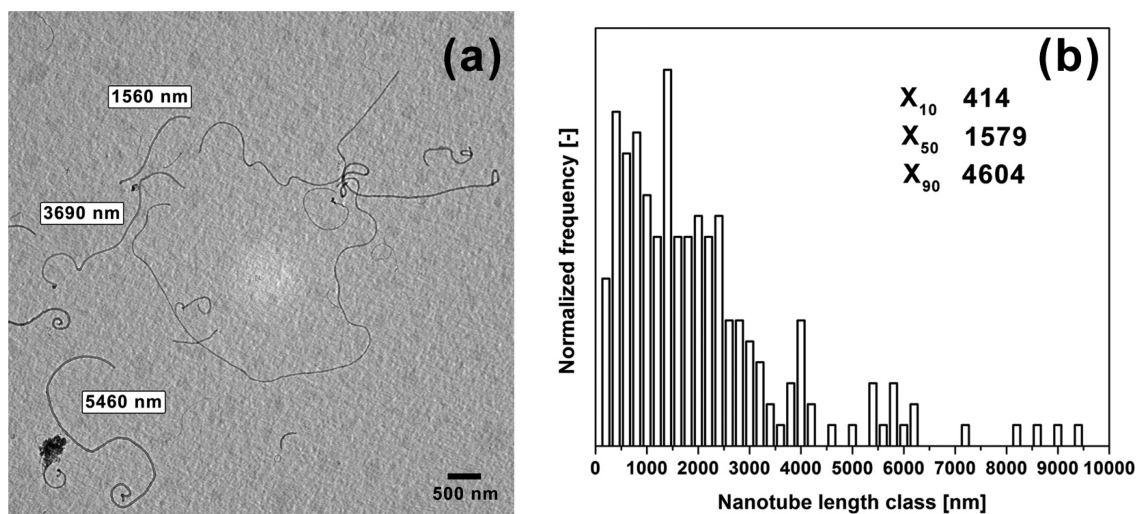 (a)
1560 nm
3690 nm
5460 nm
500 nm
(b)
X10 414
X50 1579
X90 4604
Normalized frequency [-]
0 1000 2000 3000 4000 5000 6000 7000 8000 9000 10000
Nanotube length class [nm]